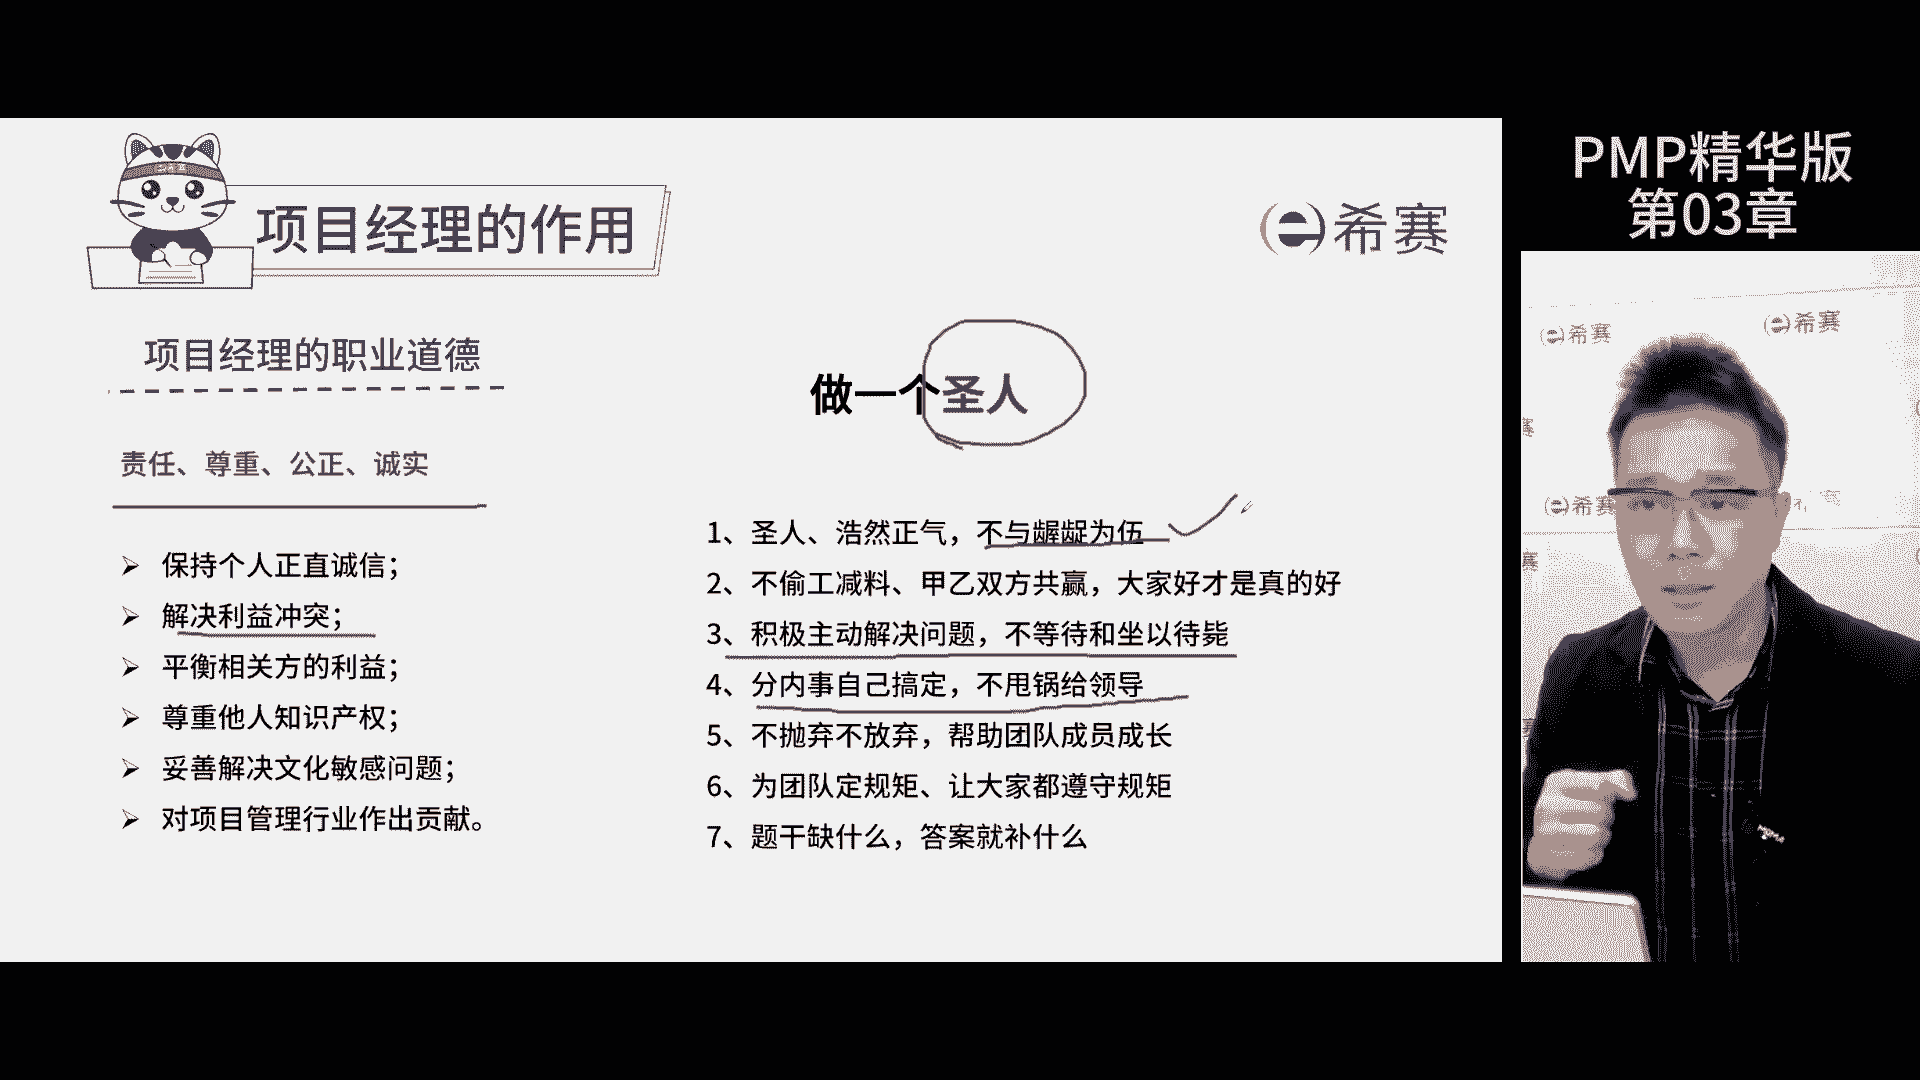 项目经理的作用
希赛
PMP精华版
第03章
项目经理的职业道德
责任、尊重、公正、诚实
保持个人正直诚信；
解决利益冲突；
平衡相关方的利益；
尊重他人知识产权；
妥善解决文化敏感问题；
对项目管理行业作出贡献。
做一个圣人
1、圣人、浩然正气，不与龌龊为伍
2、不偷工减料、甲乙双方共赢，大家好才是真的好
3、积极主动解决问题，不等待和坐以待毙
4、分内事自己搞定，不甩锅给领导
5、不抛弃不放弃，帮助团队成员成长
6、为团队定规矩、让大家都遵守规矩
7、题干缺什么，答案就补什么
希赛
希赛
希赛
赛